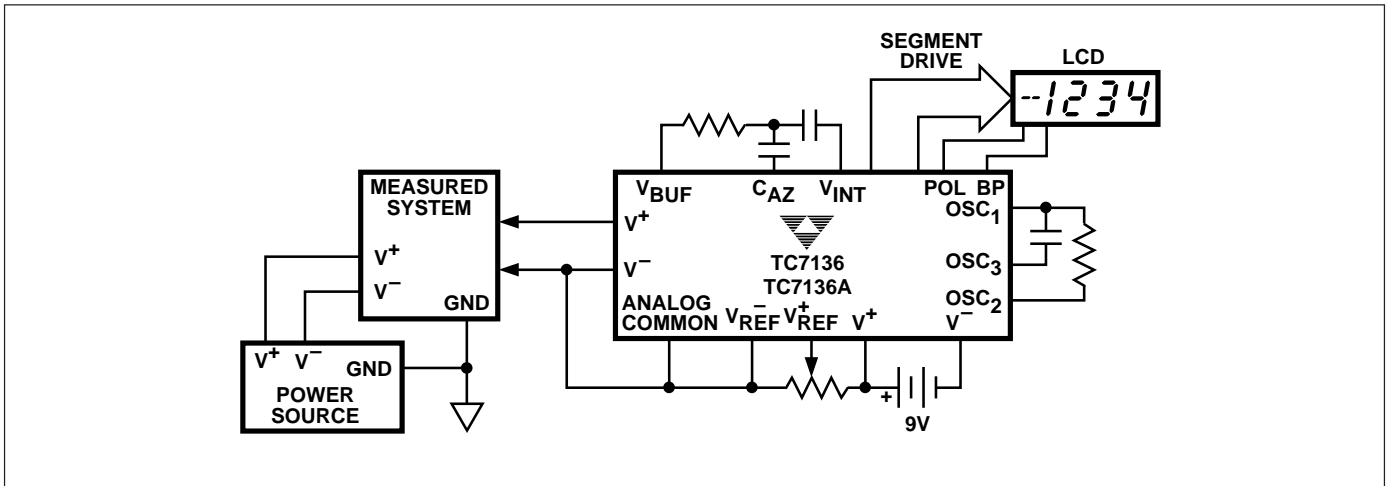 SEGMENT
DRIVE
LCD
--1234
MEASURED
SYSTEM
V+
V−
GND
V+ V− GND
POWER
SOURCE
VBUF CAZ VINT POL BP
V+
V−
TC7136
TC7136A
ANALOG
COMMON
V−REF V+REF V+ V−
OSC1
OSC3
OSC2
+
9V